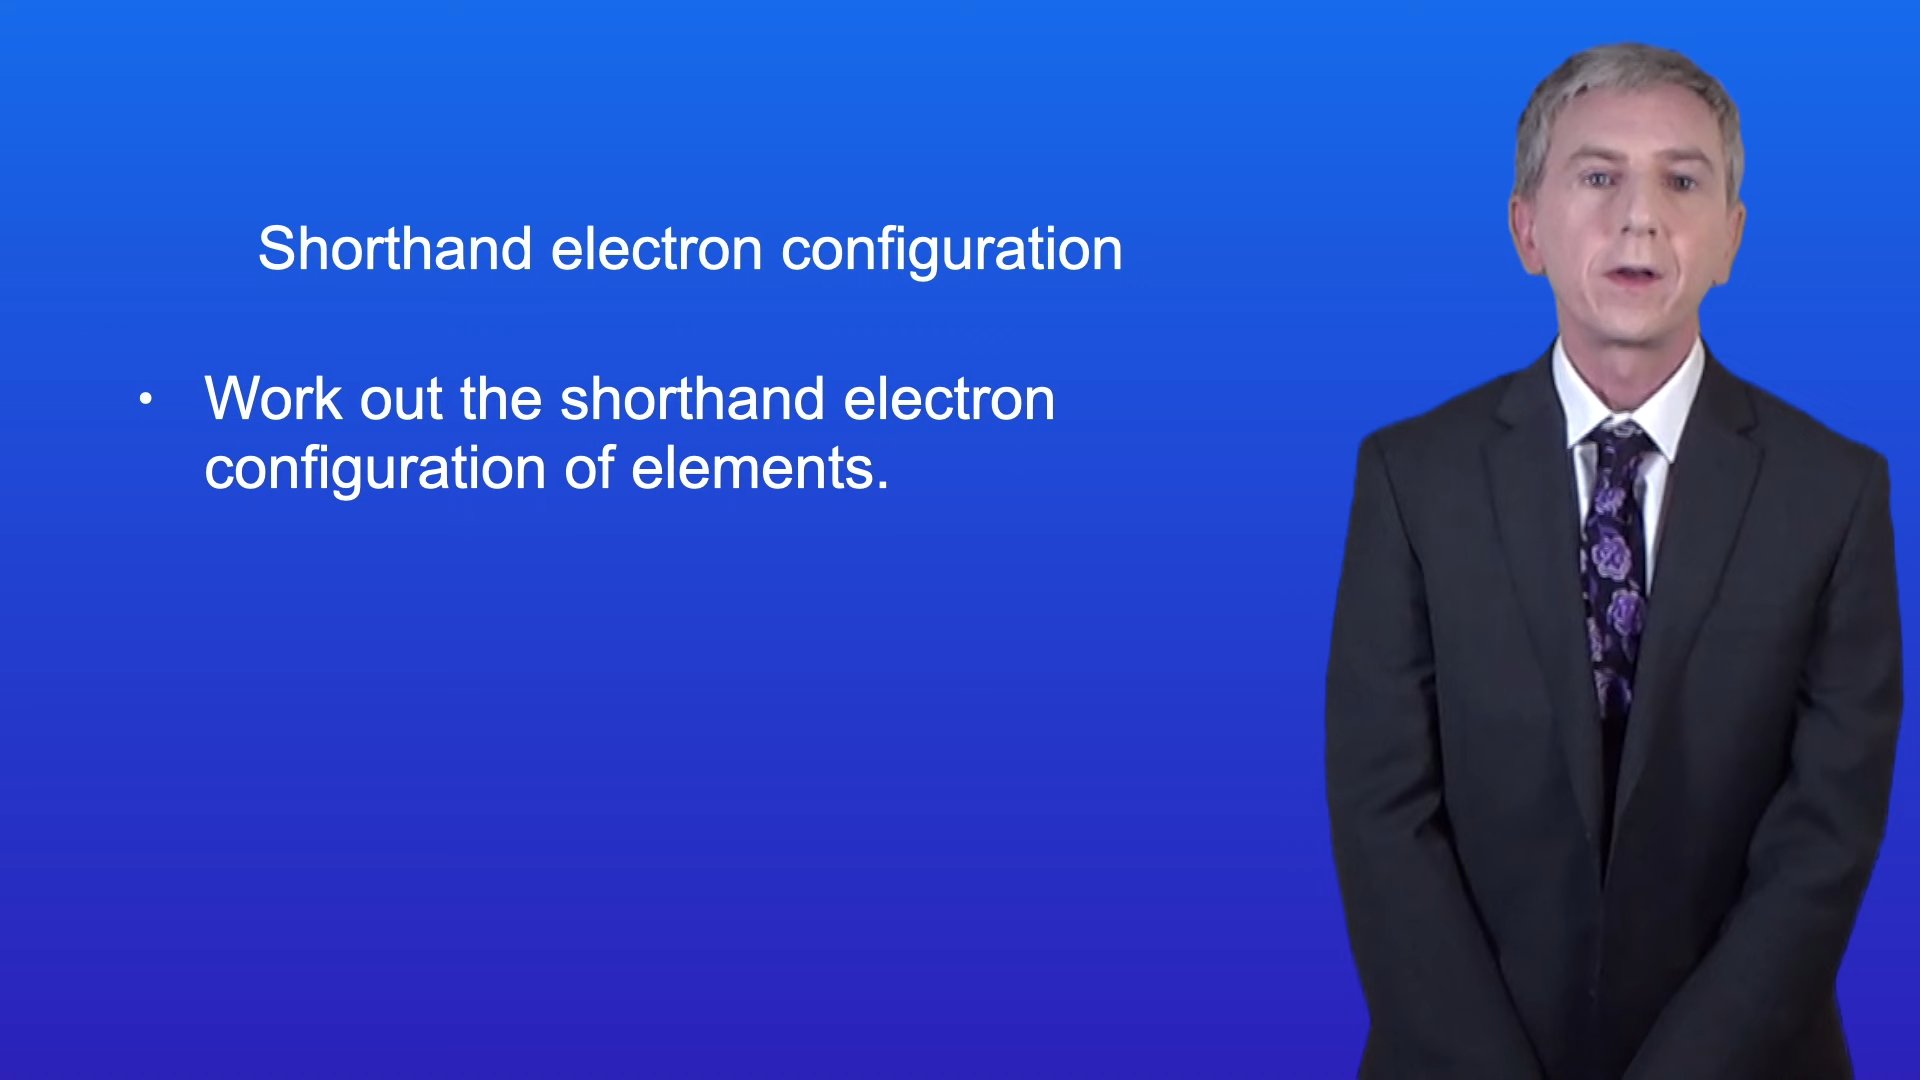 Shorthand electron configuration
• Work out the shorthand electron
configuration of elements.